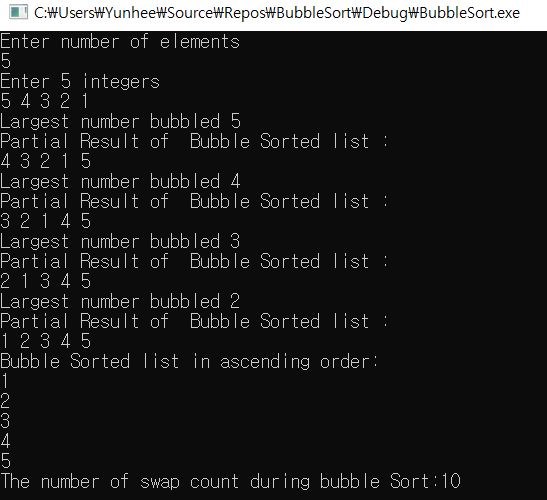 C:₩Users₩Yunhee₩Source₩Repos₩BubbleSort₩Debug₩BubbleSort.exe
Enter number of elements
5
Enter 5 integers
5 4 3 2 1
Largest number bubbled 5
Partial Result of  Bubble Sorted list :
4 3 2 1 5
Largest number bubbled 4
Partial Result of  Bubble Sorted list :
3 2 1 4 5
Largest number bubbled 3
Partial Result of  Bubble Sorted list :
2 1 3 4 5
Largest number bubbled 2
Partial Result of  Bubble Sorted list :
1 2 3 4 5
Bubble Sorted list in ascending order:
1
2
3
4
5
The number of swap count during bubble Sort:10